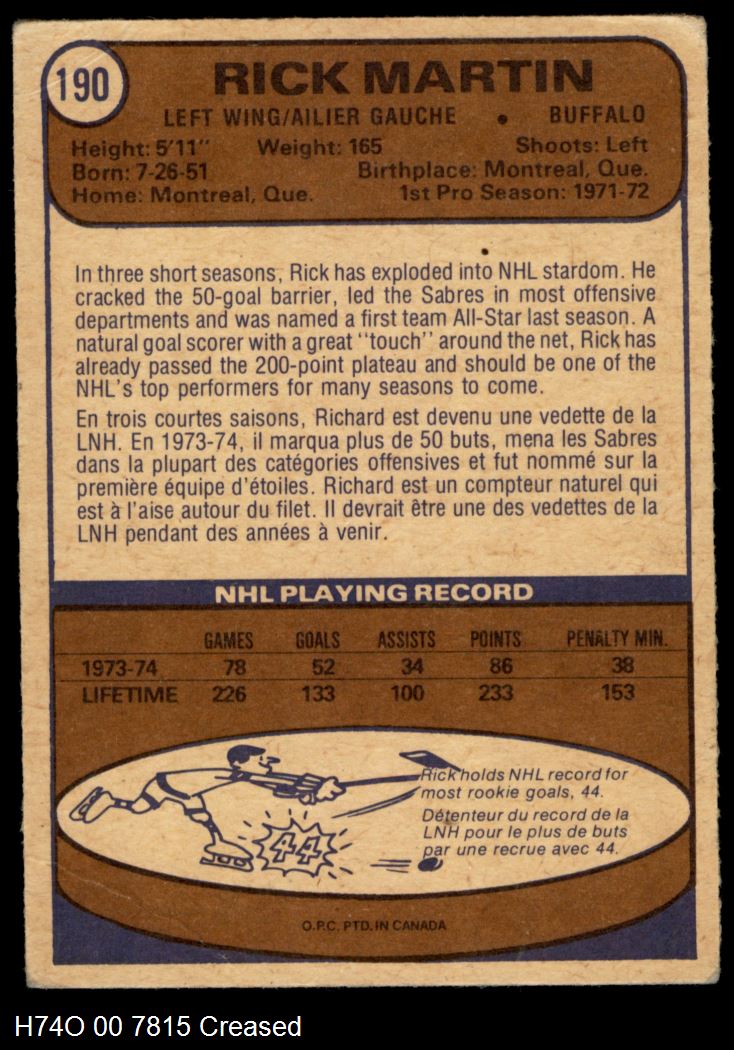 190
RICK MARTIN
LEFT WING/AILIER GAUCHE • BUFFALO
Height: 5'11" Weight: 165 Shoots: Left
Born: 7-26-51 Birthplace: Montreal, Que.
Home: Montreal, Que. 1st Pro Season: 1971-72
In three short seasons, Rick has exploded into NHL stardom. He
cracked the 50-goal barrier, led the Sabres in most offensive
departments and was named a first team All-Star last season. A
natural goal scorer with a great ''touch'' around the net, Rick has
already passed the 200-point plateau and should be one of the
NHL's top performers for many seasons to come.
En trois courtes saisons, Richard est devenu une vedette de la
LNH. En 1973-74, il marqua plus de 50 buts, mena les Sabres
dans la plupart des catégories offensives et fut nommé sur la
première équipe d'étoiles. Richard est un compteur naturel qui
est à l'aise autour du filet. Il devrait être une des vedettes de la
LNH pendant des années à venir.
NHL PLAYING RECORD
GAMES GOALS ASSISTS POINTS PENALTY MIN.
1973-74 78 52 34 86 38
LIFETIME 226 133 100 233 153
Rick holds NHL record for
most rookie goals, 44.
Détenteur du record de la
LNH pour le plus de buts
par une recrue avec 44.
44
O.P.C. PTD. IN CANADA
H74O 00 7815 Creased